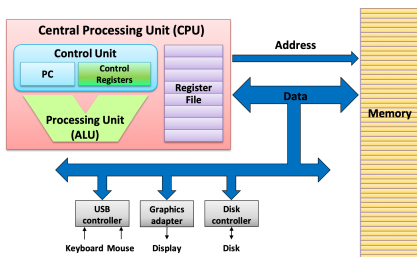 Central Processing Unit (CPU)
Control Unit
PC
Control
Registers
Processing Unit
(ALU)
Register
File
Address
Data
Memory
USB
controller
Graphics
adapter
Disk
controller
Keyboard Mouse
Display
Disk